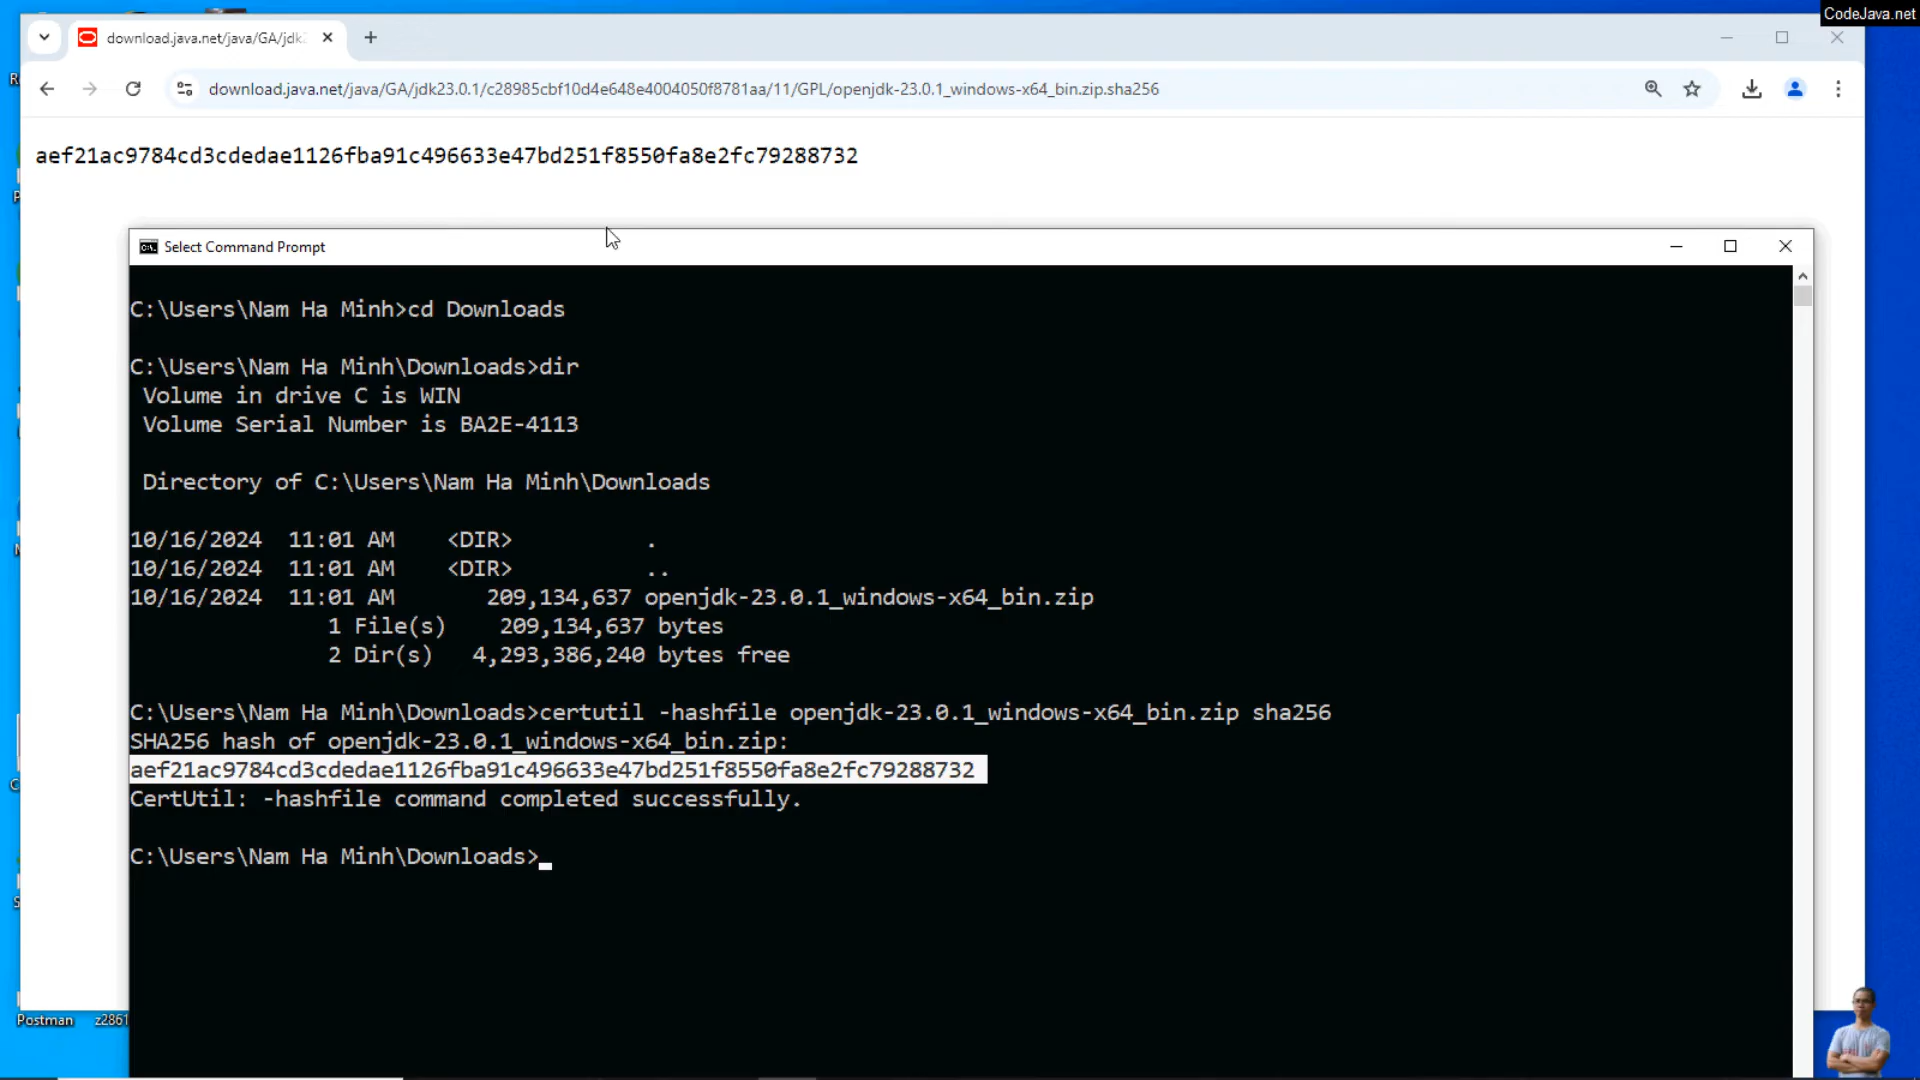 CodeJava.net
download.java.net/java/GA/jdk2
download.java.net/java/GA/jdk23.0.1/c28985cbf10d4e648e4004050f8781aa/11/GPL/openjdk-23.0.1_windows-x64_bin.zip.sha256
aef21ac9784cd3cdedae1126fba91c496633e47bd251f8550fa8e2fc79288732
Select Command Prompt
C:\Users\Nam Ha Minh>cd Downloads
C:\Users\Nam Ha Minh\Downloads>dir
Volume in drive C is WIN
Volume Serial Number is BA2E-4113
Directory of C:\Users\Nam Ha Minh\Downloads
10/16/2024 11:01 AM <DIR> .
10/16/2024 11:01 AM <DIR> ..
10/16/2024 11:01 AM 209,134,637 openjdk-23.0.1_windows-x64_bin.zip
1 File(s) 209,134,637 bytes
2 Dir(s) 4,293,386,240 bytes free
C:\Users\Nam Ha Minh\Downloads>certutil -hashfile openjdk-23.0.1_windows-x64_bin.zip sha256
SHA256 hash of openjdk-23.0.1_windows-x64_bin.zip:
aef21ac9784cd3cdedae1126fba91c496633e47bd251f8550fa8e2fc79288732
CertUtil: -hashfile command completed successfully.
C:\Users\Nam Ha Minh\Downloads>
Postman z2861